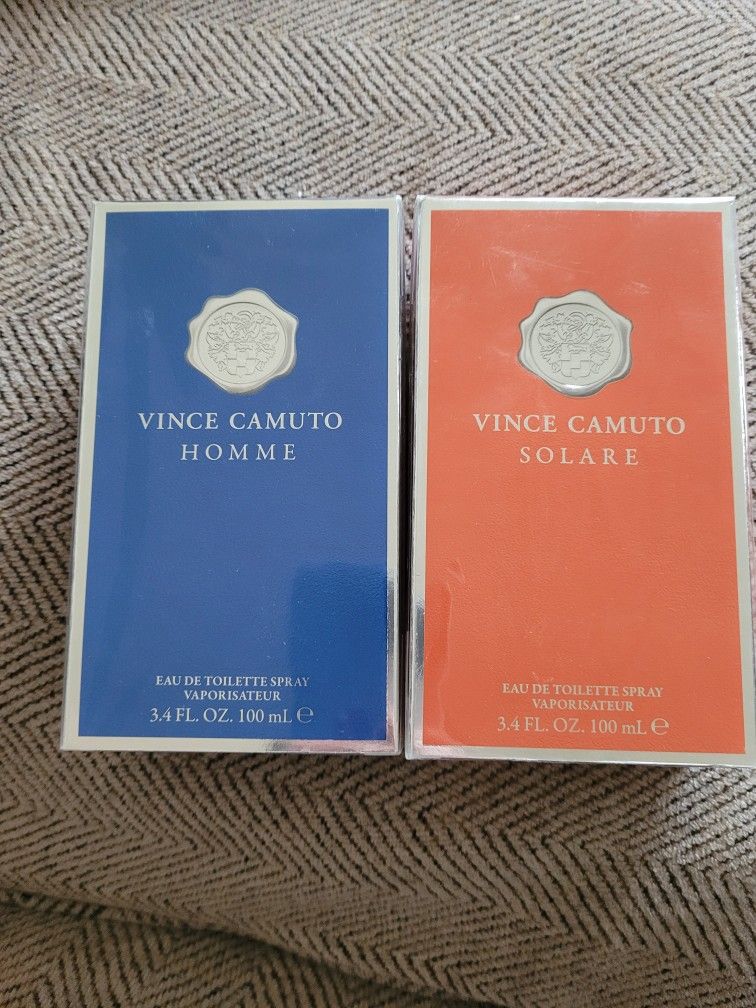 VINCE CAMUTO
HOMME
EAU DE TOILETTE SPRAY
VAPORISATEUR
3.4 FL. OZ. 100 mL ℮
VINCE CAMUTO
SOLARE
EAU DE TOILETTE SPRAY
VAPORISATEUR
3.4 FL. OZ. 100 mL ℮